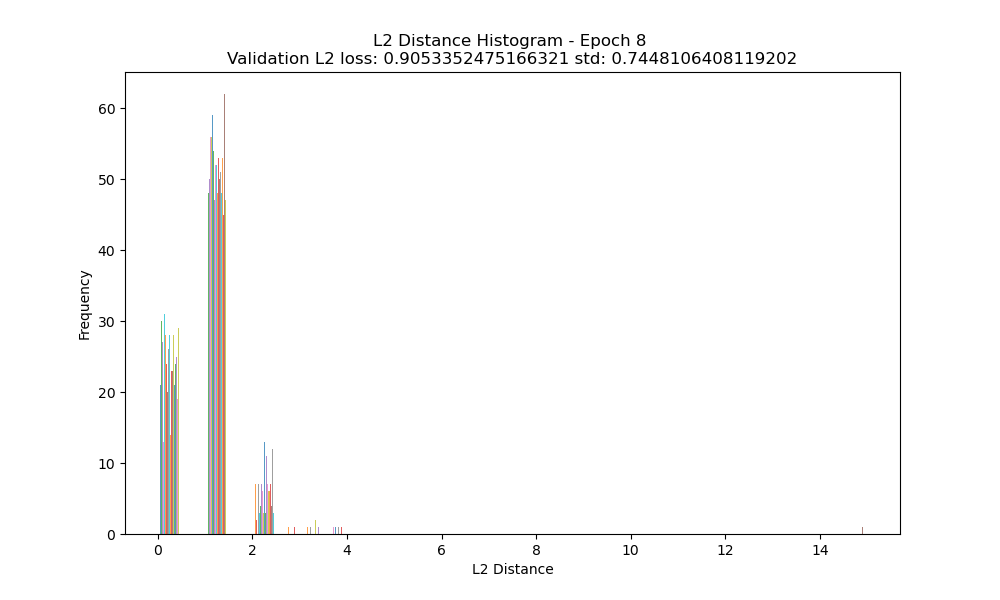 L2 Distance Histogram - Epoch 8
Validation L2 loss: 0.9053352475166321 std: 0.7448106408119202
Frequency
60
50
40
30
20
10
0
0 2 4 6 8 10 12 14
L2 Distance